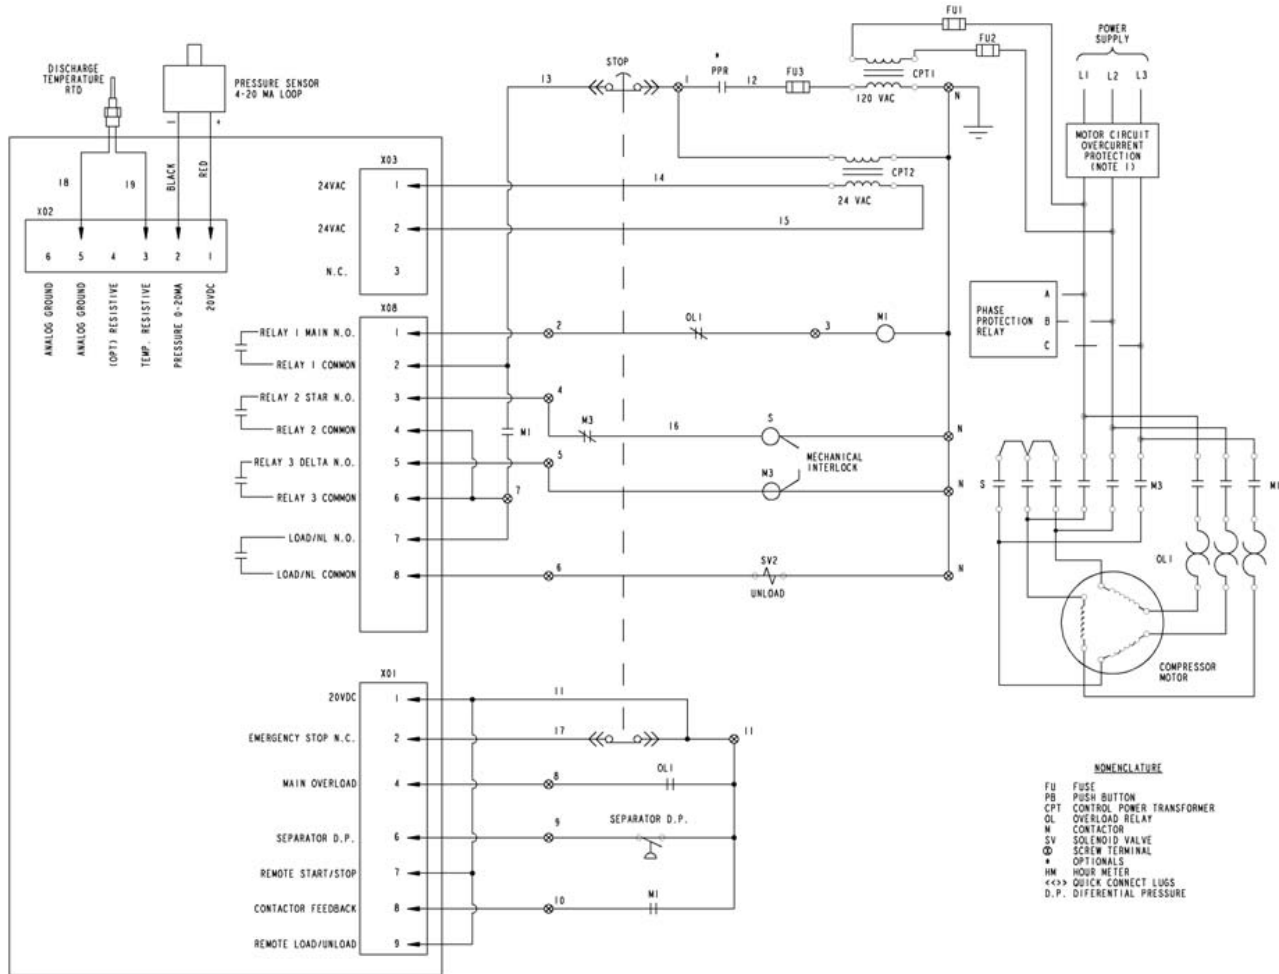 FU1
FU2
POWER
SUPPLY
L1 L2 L3
DISCHARGE
TEMPERATURE
RTD
PRESSURE SENSOR
4-20 MA LOOP
STOP
13
1
*
PPR
12
FU3
CPT1
120 VAC
N
MOTOR CIRCUIT
OVERCURRENT
PROTECTION
(NOTE 1)
1
4
18
19
BLACK
RED
X02
6 5 4 3 2 1
ANALOG GROUND
ANALOG GROUND
(OPT) RESISTIVE
TEMP. RESISTIVE
PRESSURE 0-20MA
20VDC
X03
24VAC 1
14
CPT2
24 VAC
24VAC 2
15
N.C. 3
PHASE
PROTECTION
RELAY
A
B
C
X08
RELAY 1 MAIN N.O. 1
2
OL1
3
M1
RELAY 1 COMMON 2
RELAY 2 STAR N.O. 3
4
RELAY 2 COMMON 4
M1
M3
16
S
N
MECHANICAL
INTERLOCK
RELAY 3 DELTA N.O. 5
5
M3
N
RELAY 3 COMMON 6
7
LOAD/NL N.O. 7
LOAD/NL COMMON 8
6
SV2
UNLOAD
N
S
M3
M1
OL1
COMPRESSOR
MOTOR
X01
20VDC 1
11
EMERGENCY STOP N.C. 2
17
11
MAIN OVERLOAD 4
8
OL1
SEPARATOR D.P. 6
9
SEPARATOR D.P.
REMOTE START/STOP 7
CONTACTOR FEEDBACK 8
10
M1
REMOTE LOAD/UNLOAD 9
NOMENCLATURE
FU FUSE
PB PUSH BUTTON
CPT CONTROL POWER TRANSFORMER
OL OVERLOAD RELAY
M CONTACTOR
SV SOLENOID VALVE
SCREW TERMINAL
* OPTIONALS
HM HOUR METER
<<>> QUICK CONNECT LUGS
D.P. DIFERENTIAL PRESSURE